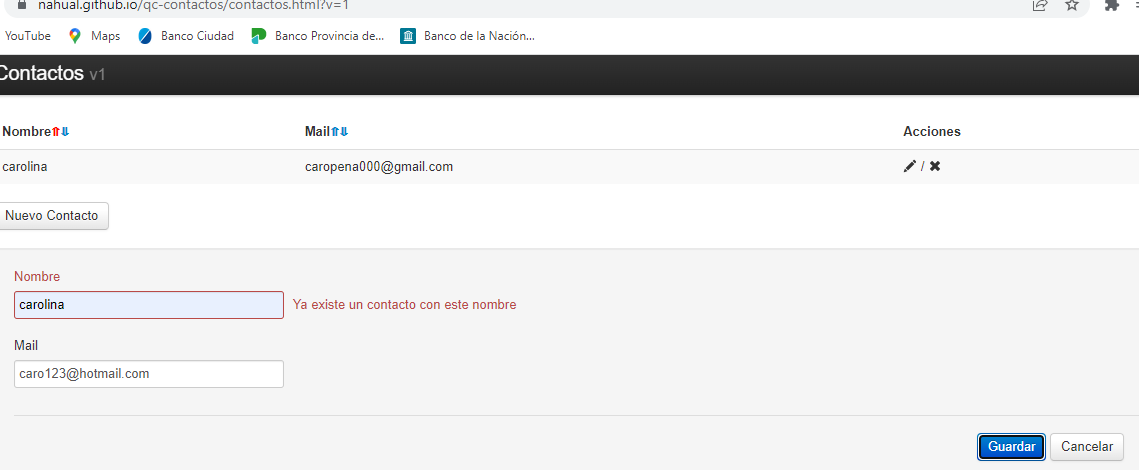 nahual.github.io/qc-contactos/contactos.html?v=1
YouTube Maps Banco Ciudad Banco Provincia de... Banco de la Nación...
Contactos v1
Nombre Mail Acciones
carolina caropena000@gmail.com /
Nuevo Contacto
Nombre
carolina Ya existe un contacto con este nombre
Mail
caro123@hotmail.com
Guardar Cancelar